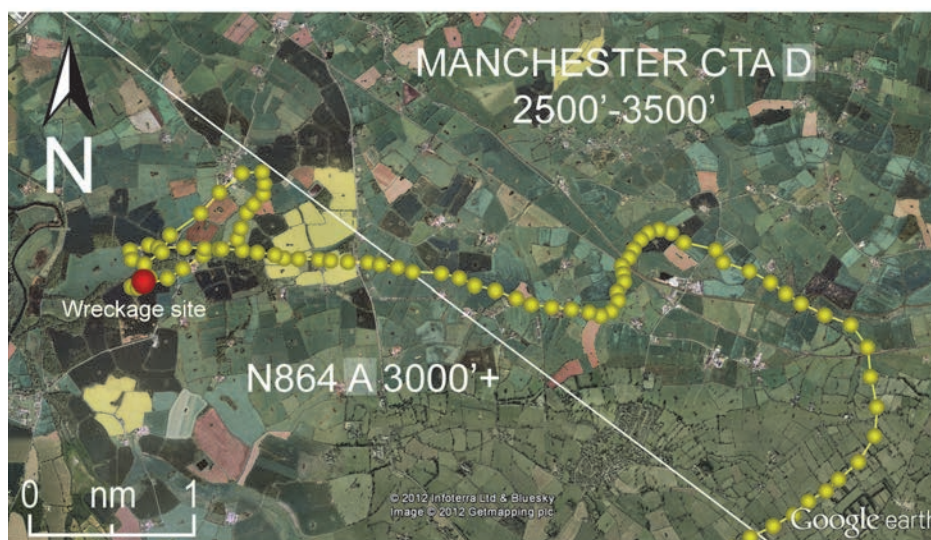 MANCHESTER CTA D
2500'-3500'
N
Wreckage site
N864 A 3000'+
0 nm 1
© 2012 Infoterra Ltd & Bluesky
Image © 2012 Getmapping plc
Google earth